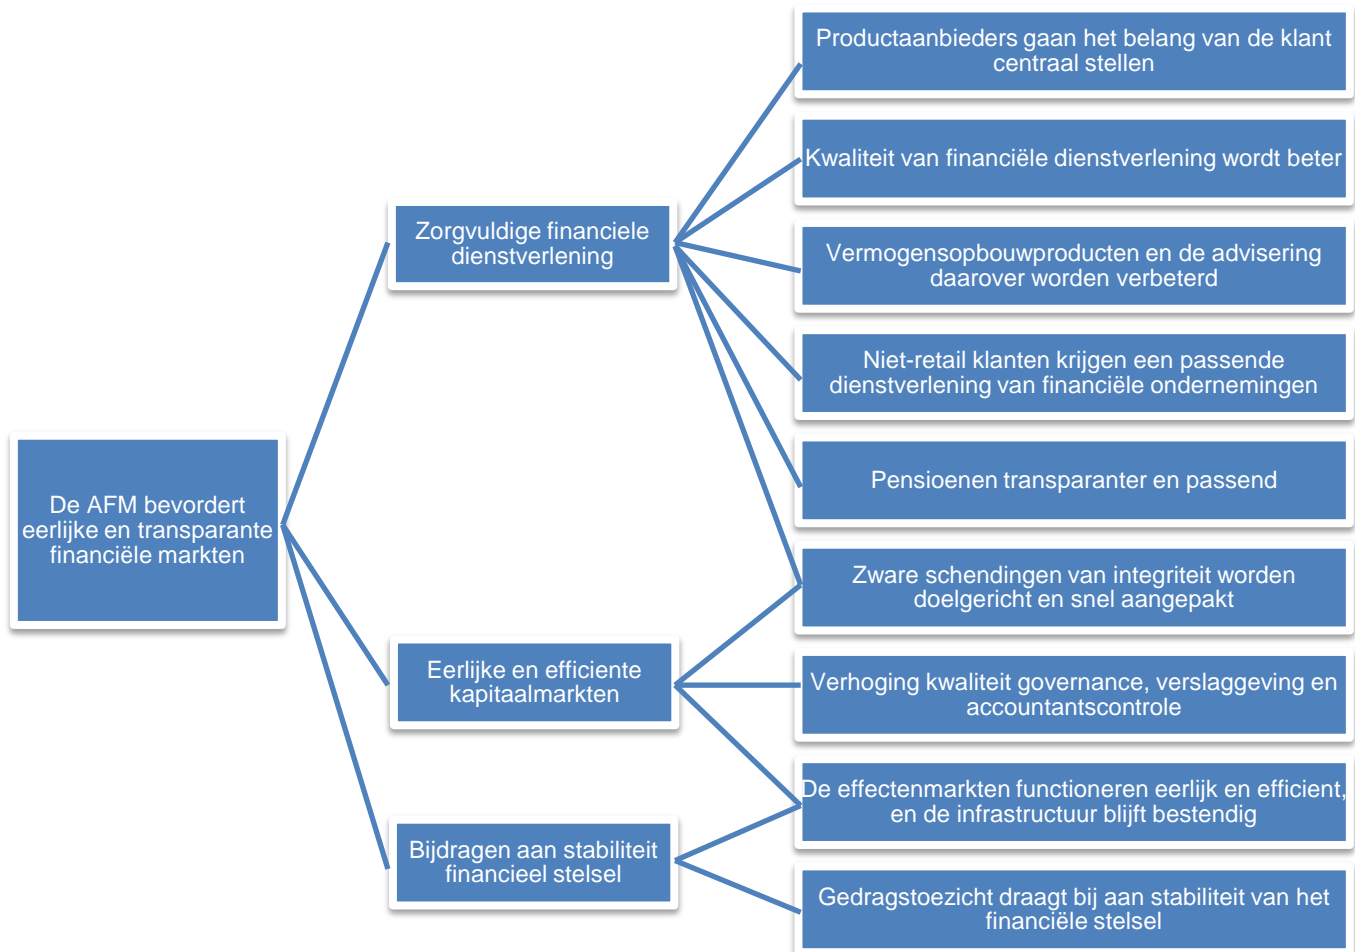 Productaanbieders gaan het belang van de klant
centraal stellen
Kwaliteit van financiële dienstverlening wordt beter
Zorgvuldige financiele
dienstverlening
Vermogensopbouwproducten en de advisering
daarover worden verbeterd
Niet-retail klanten krijgen een passende
dienstverlening van financiële ondernemingen
Pensioenen transparanter en passend
De AFM bevordert
eerlijke en transparante
financiële markten
Zware schendingen van integriteit worden
doelgericht en snel aangepakt
Eerlijke en efficiente
kapitaalmarkten
Verhoging kwaliteit governance, verslaggeving en
accountantscontrole
De effectenmarkten functioneren eerlijk en efficient,
en de infrastructuur blijft bestendig
Bijdragen aan stabiliteit
financieel stelsel
Gedragstoezicht draagt bij aan stabiliteit van het
financiële stelsel